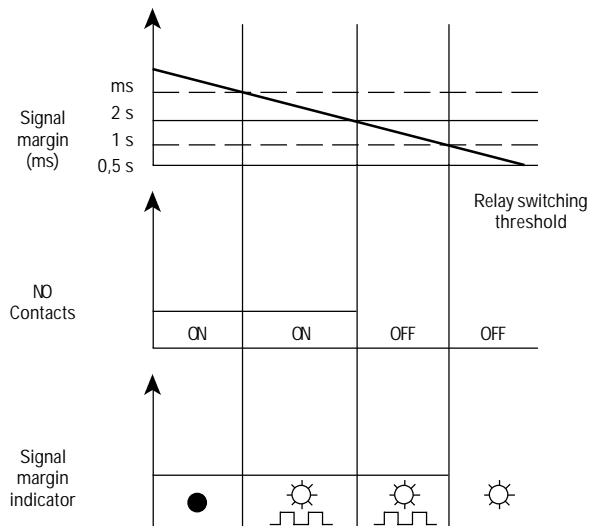 ms
2 s
1 s
0,5 s
Signal
margin
(ms)
Relay switching
threshold
NO
Contacts
ON ON OFF OFF
Signal
margin
indicator